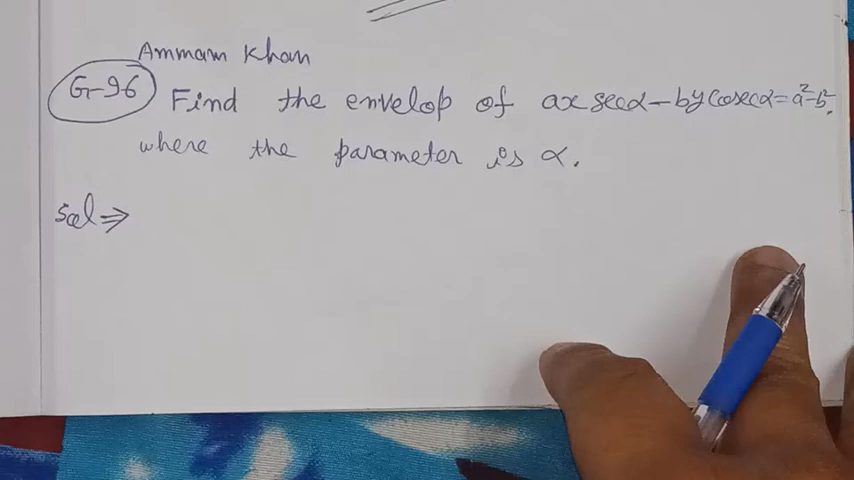 Ammam Khan
G-96 Find the envelop of ax secα - by Cosecα = a² - b².
where the parameter is α.
Sol ⇒